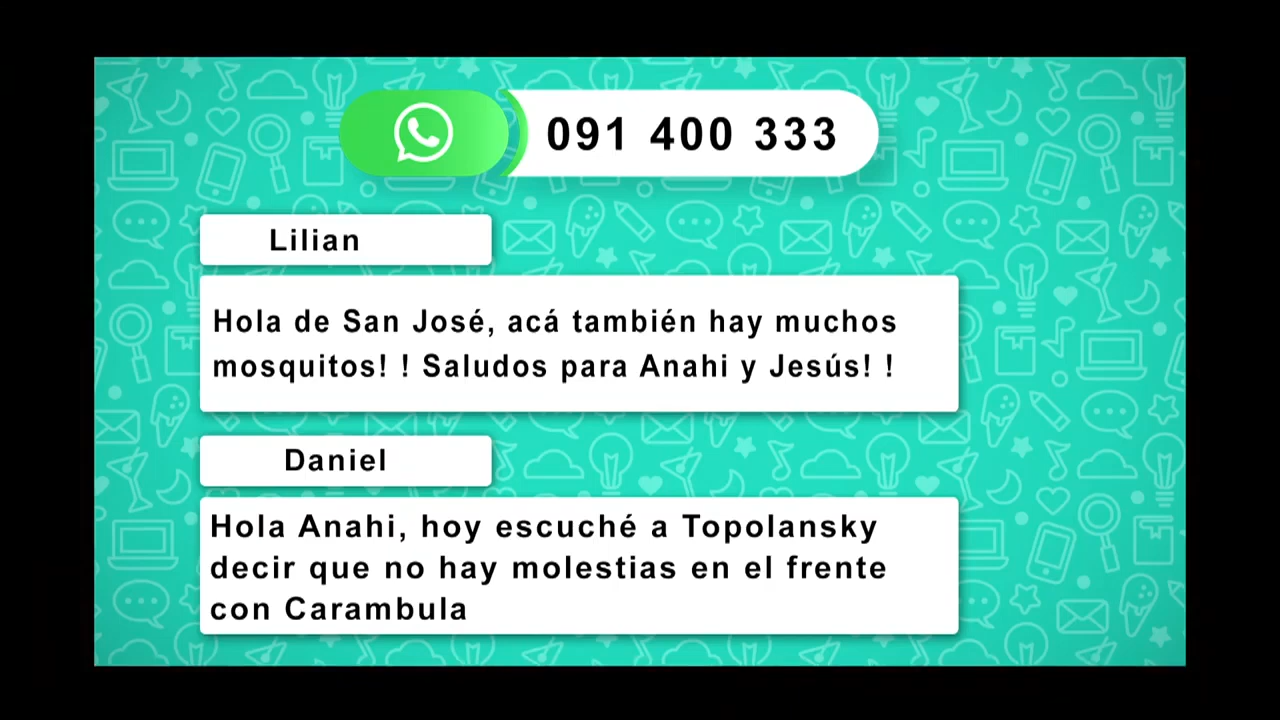 091 400 333
Lilian
Hola de San José, acá también hay muchos
mosquitos! ! Saludos para Anahi y Jesús! !
Daniel
Hola Anahi, hoy escuché a Topolansky
decir que no hay molestias en el frente
con Carambula